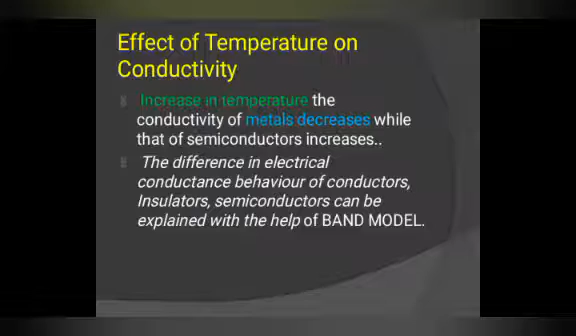 Effect of Temperature on
Conductivity
Increase in temperature the
conductivity of metals decreases while
that of semiconductors increases..
The difference in electrical
conductance behaviour of conductors,
Insulators, semiconductors can be
explained with the help of BAND MODEL.